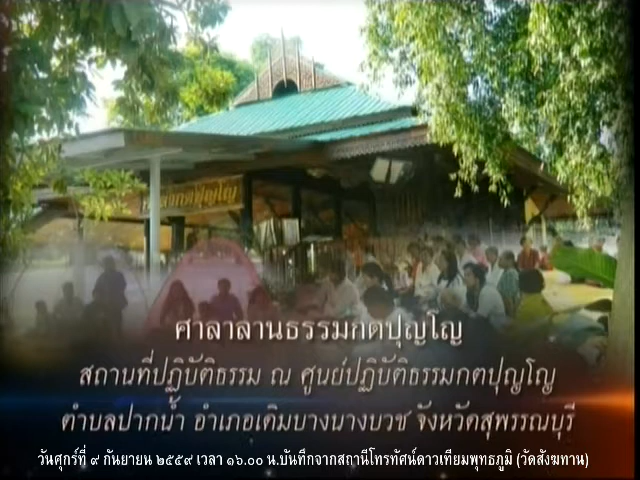 กตปุญโญ
ศาลาลานธรรมกตปุญโญ
สถานที่ปฏิบัติธรรม ณ ศูนย์ปฏิบัติธรรมกตปุญโญ
ตำบลปากน้ำ อำเภอเดิมบางนางบวช จังหวัดสุพรรณบุรี
วันศุกร์ที่ ๙ กันยายน ๒๕๕๙ เวลา ๑๖.๐๐ น.บันทึกจากสถานีโทรทัศน์ดาวเทียมพุทธภูมิ (วัดสังฆทาน)